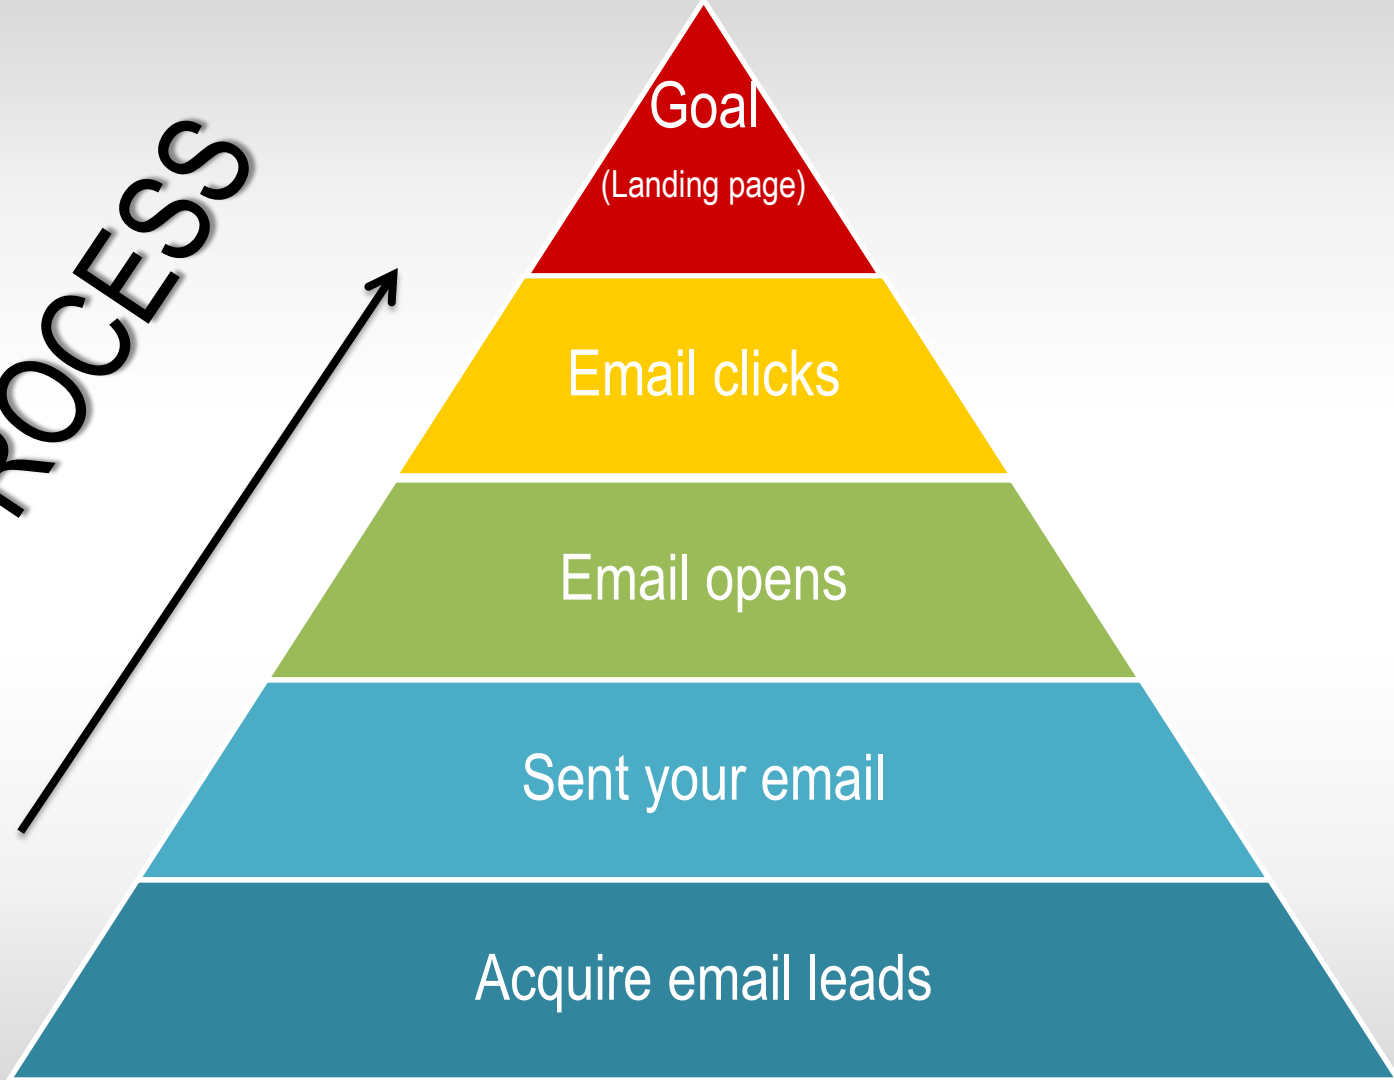 ROCESS
Goal
(Landing page)
Email clicks
Email opens
Sent your email
Acquire email leads